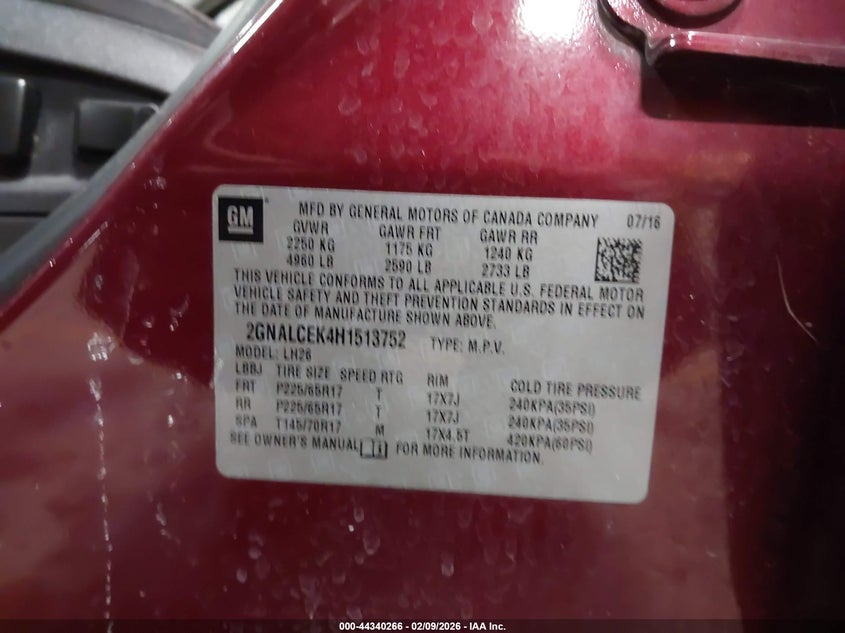 GM
MFD BY GENERAL MOTORS OF CANADA COMPANY 07/16
GVWR GAWR FRT GAWR RR
2250 KG 1175 KG 1240 KG
4960 LB 2590 LB 2733 LB
THIS VEHICLE CONFORMS TO ALL APPLICABLE U.S. FEDERAL MOTOR
VEHICLE SAFETY AND THEFT PREVENTION STANDARDS IN EFFECT ON
THE DATE OF MANUFACTURE SHOWN ABOVE.
2GNALCEK4H1513752 TYPE: M.P.V.
MODEL: LH26
LBBJ TIRE SIZE SPEED RTG RIM COLD TIRE PRESSURE
FRT P225/65R17 T 17X7J 240KPA(35PSI)
RR P225/65R17 T 17X7J 240KPA(35PSI)
SPA T145/70R17 M 17X4.5T 420KPA(60PSI)
SEE OWNER'S MANUAL FOR MORE INFORMATION.
000-44340266 - 02/09/2026 - IAA Inc.